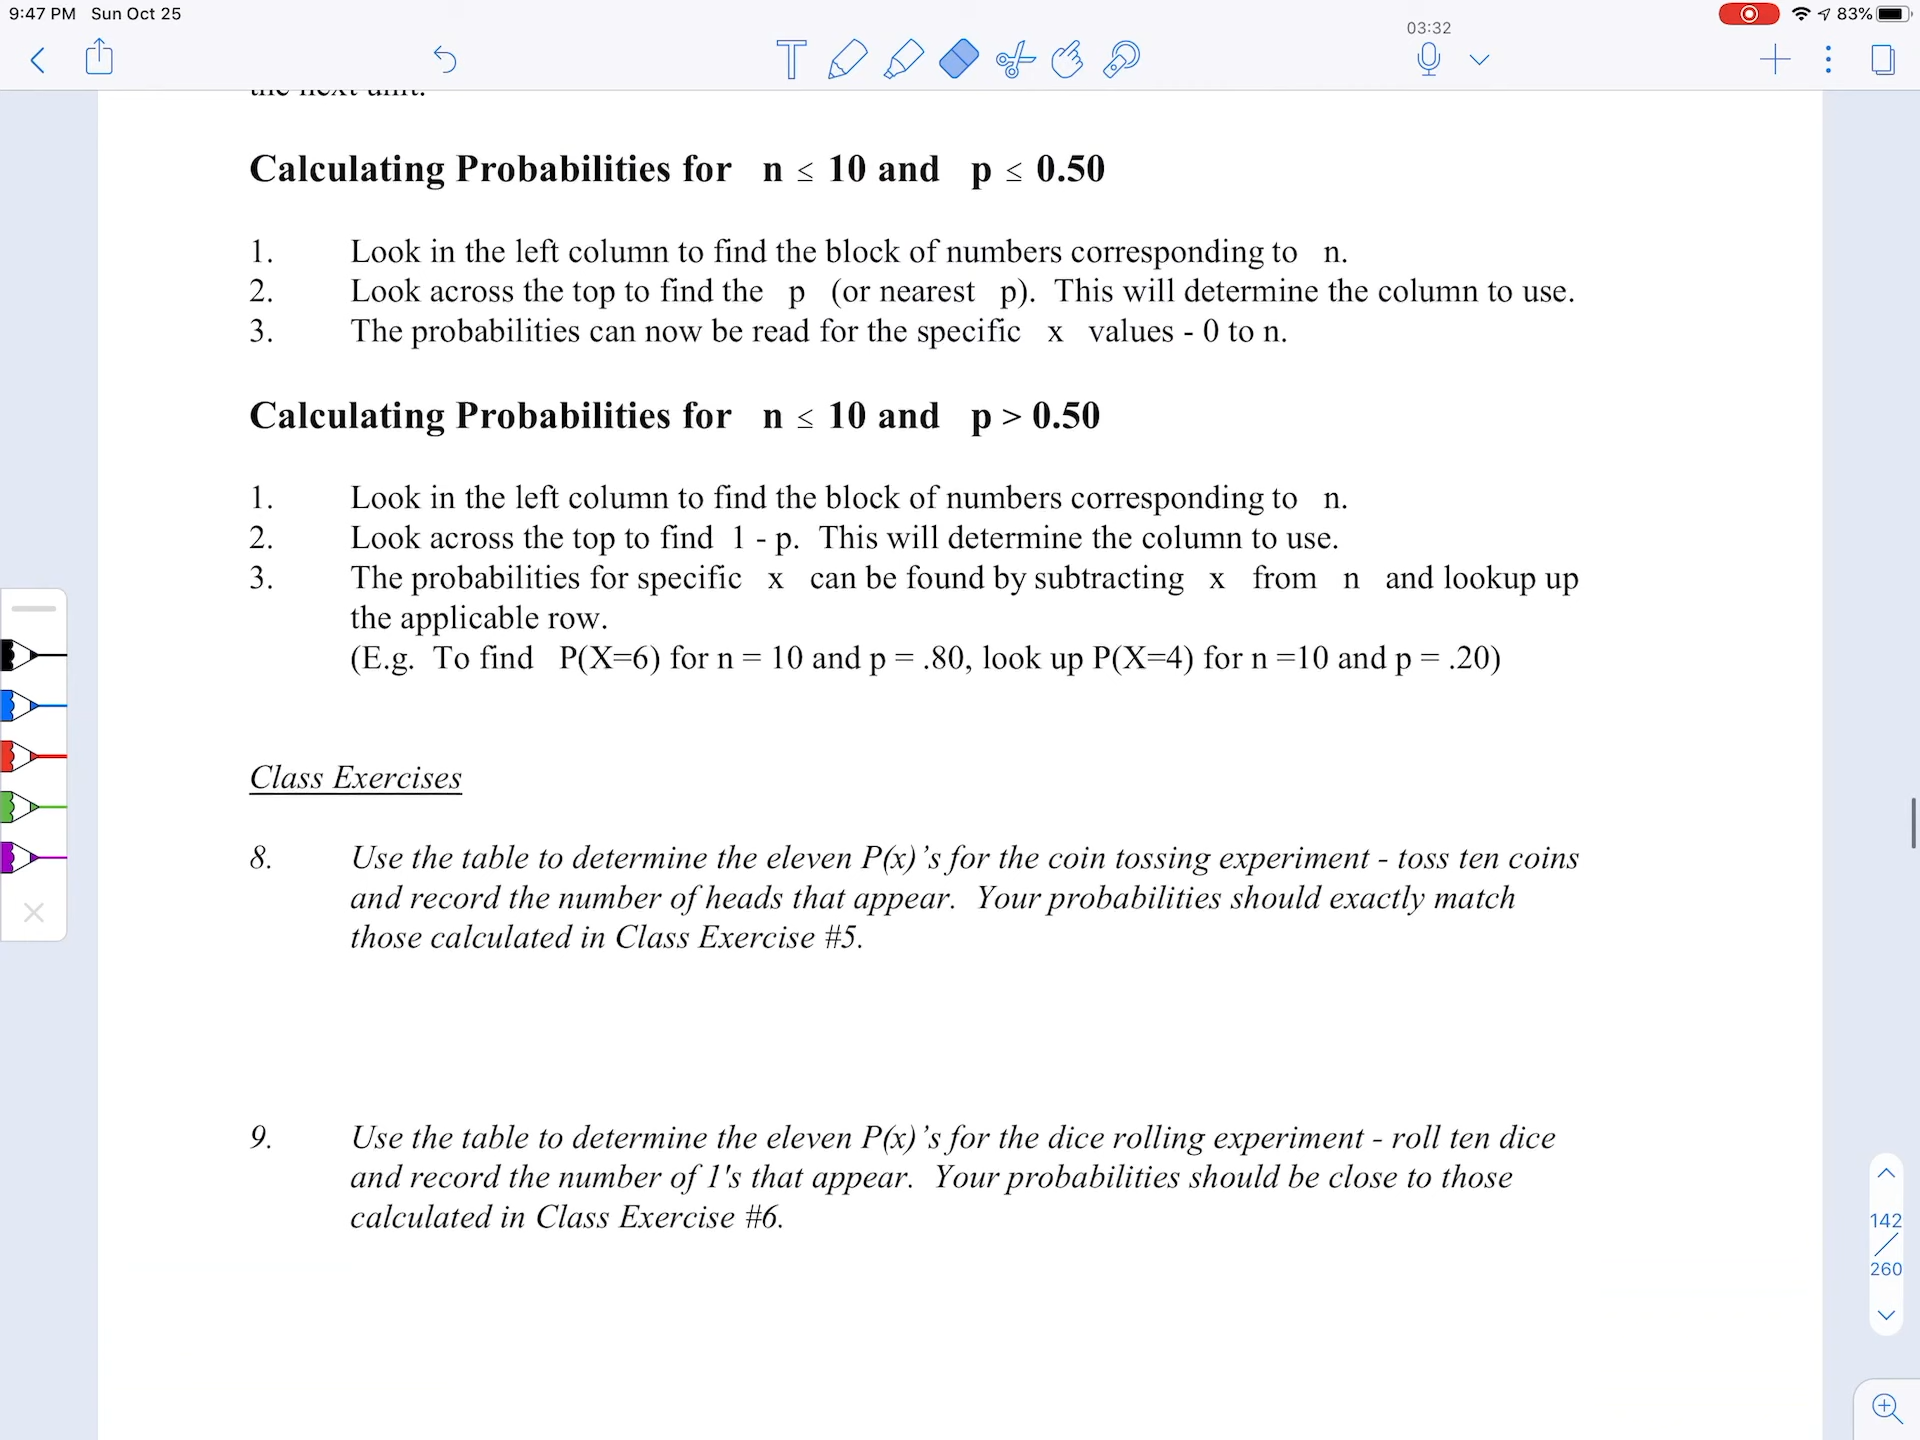 9:47 PM Sun Oct 25
83%
03:32
the next unit.
Calculating Probabilities for n ≤ 10 and p ≤ 0.50
1. Look in the left column to find the block of numbers corresponding to n.
2. Look across the top to find the p (or nearest p). This will determine the column to use.
3. The probabilities can now be read for the specific x values - 0 to n.
Calculating Probabilities for n ≤ 10 and p > 0.50
1. Look in the left column to find the block of numbers corresponding to n.
2. Look across the top to find 1 - p. This will determine the column to use.
3. The probabilities for specific x can be found by subtracting x from n and lookup up
the applicable row.
(E.g. To find P(X=6) for n = 10 and p = .80, look up P(X=4) for n =10 and p = .20)
Class Exercises
8. Use the table to determine the eleven P(x)'s for the coin tossing experiment - toss ten coins
and record the number of heads that appear. Your probabilities should exactly match
those calculated in Class Exercise #5.
9. Use the table to determine the eleven P(x)'s for the dice rolling experiment - roll ten dice
and record the number of 1's that appear. Your probabilities should be close to those
calculated in Class Exercise #6.
142
/
260